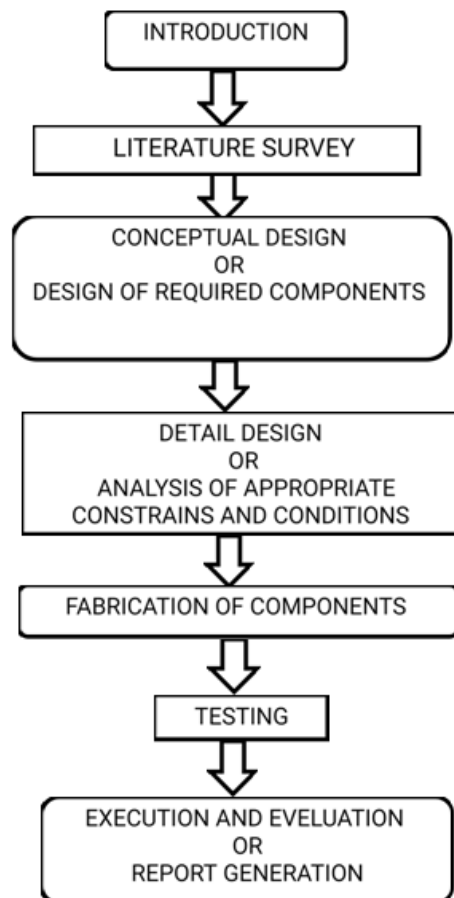 INTRODUCTION
LITERATURE SURVEY
CONCEPTUAL DESIGN
OR
DESIGN OF REQUIRED COMPONENTS
DETAIL DESIGN
OR
ANALYSIS OF APPROPRIATE
CONSTRAINS AND CONDITIONS
FABRICATION OF COMPONENTS
TESTING
EXECUTION AND EVELUATION
OR
REPORT GENERATION